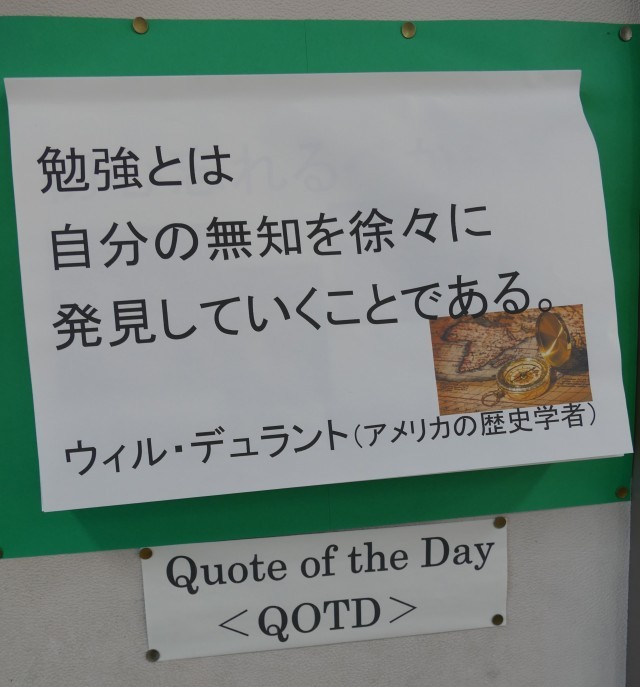 勉強とは
自分の無知を徐々に
発見していくことである。
ウィル・デュラント（アメリカの歴史学者）
Quote of the Day
＜QOTD＞